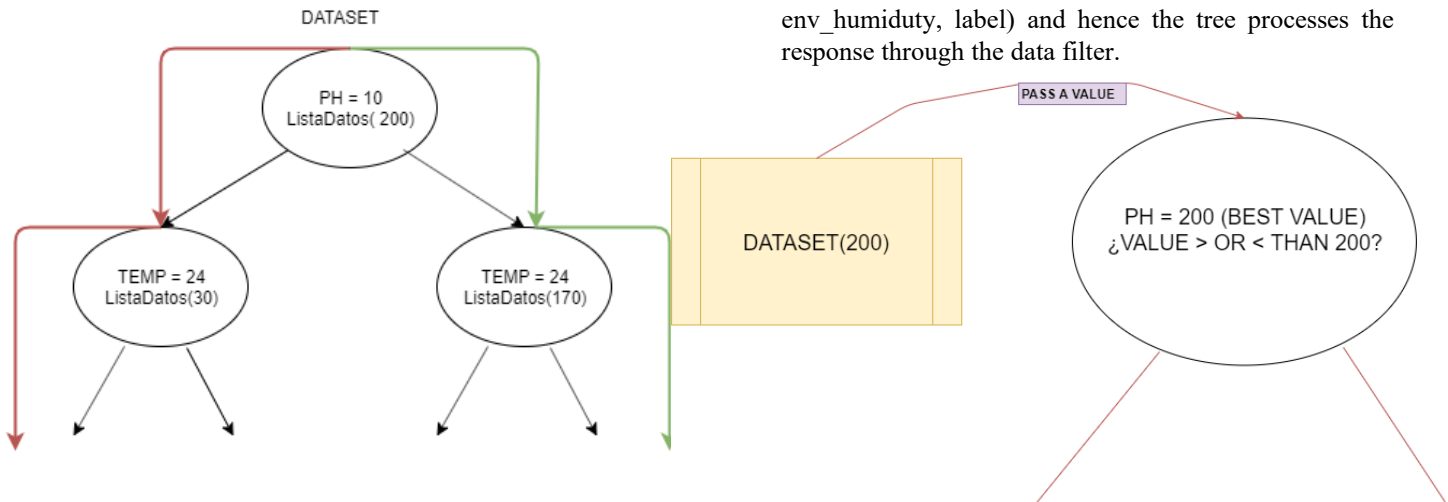 DATASET
PH = 10
ListaDatos( 200)
TEMP = 24
ListaDatos(30)
TEMP = 24
ListaDatos(170)
env_humiduty, label) and hence the tree processes the
response through the data filter.
PASS A VALUE
DATASET(200)
PH = 200 (BEST VALUE)
¿VALUE > OR < THAN 200?